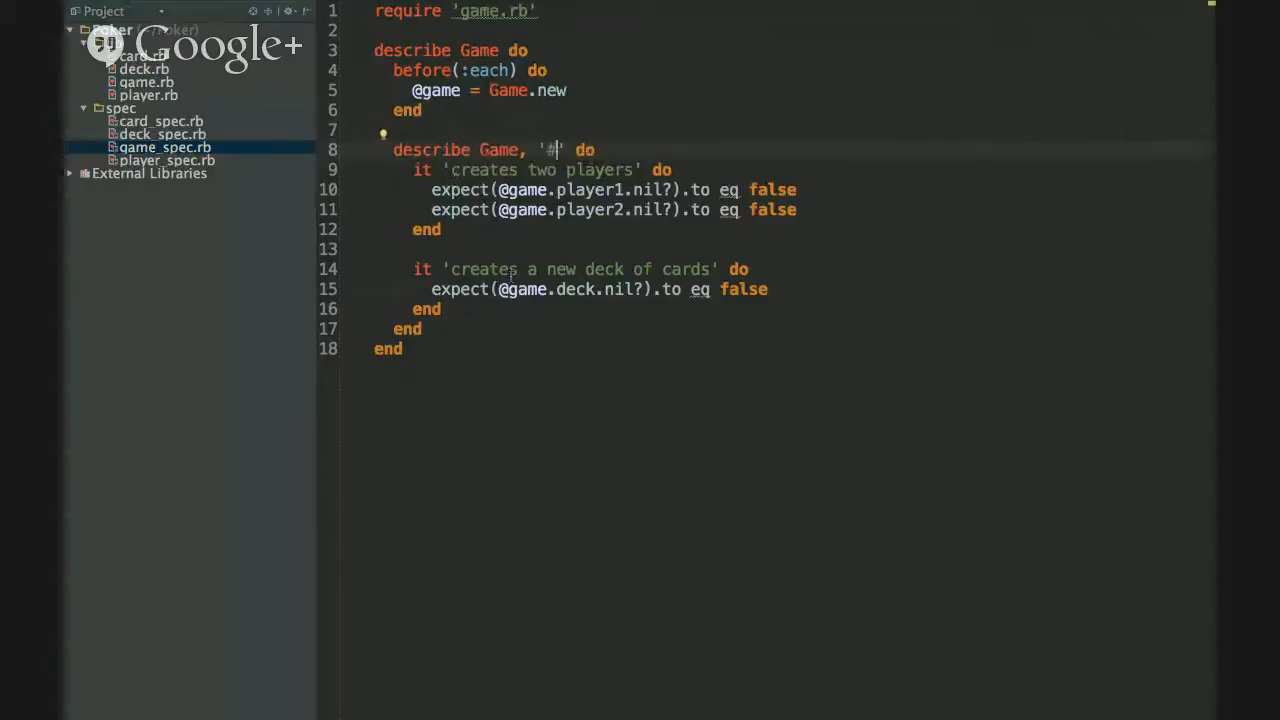 Project
Poker (~/Poker)
Google+
card.rb
deck.rb
game.rb
player.rb
spec
card_spec.rb
deck_spec.rb
game_spec.rb
player_spec.rb
External Libraries
1 require 'game.rb'
2
3 describe Game do
4 before(:each) do
5 @game = Game.new
6 end
7
8 describe Game, '#' do
9 it 'creates two players' do
10 expect(@game.player1.nil?).to eq false
11 expect(@game.player2.nil?).to eq false
12 end
13
14 it 'creates a new deck of cards' do
15 expect(@game.deck.nil?).to eq false
16 end
17 end
18 end